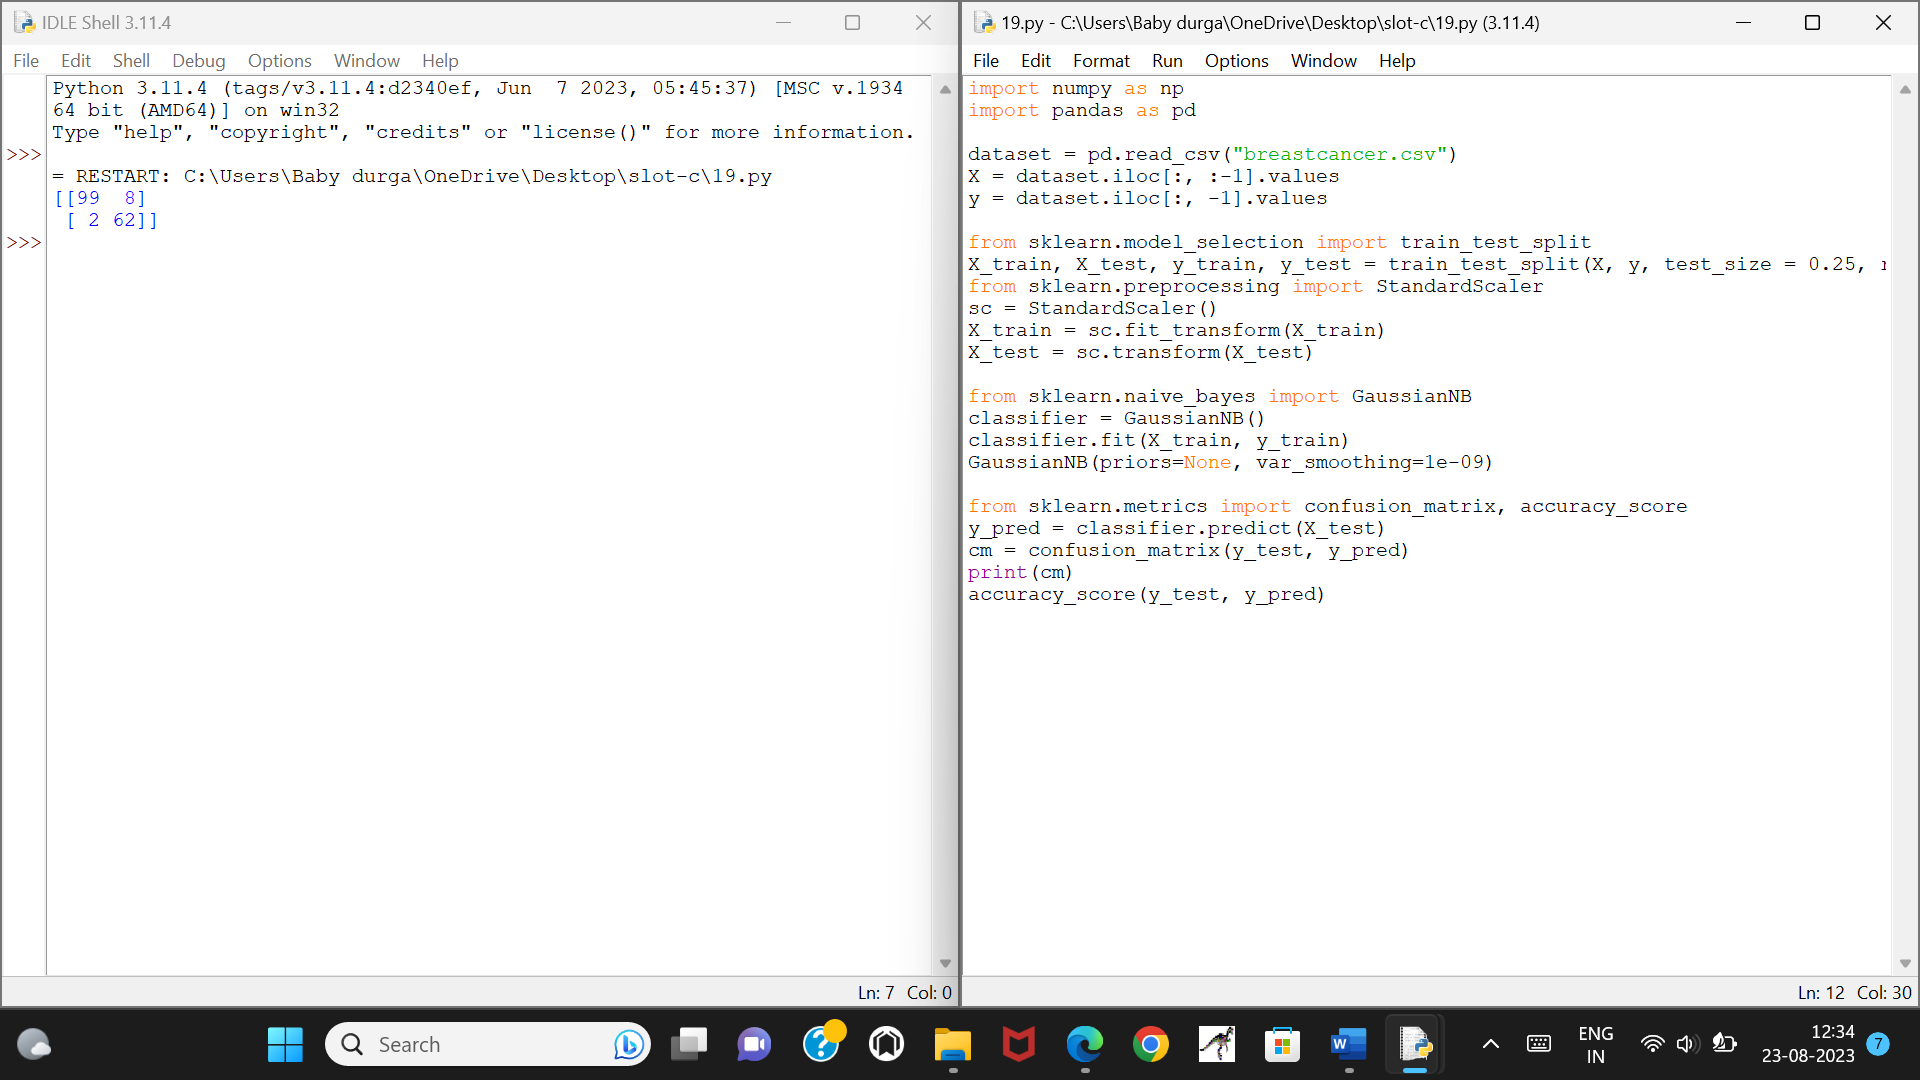 IDLE Shell 3.11.4
File Edit Shell Debug Options Window Help
Python 3.11.4 (tags/v3.11.4:d2340ef, Jun  7 2023, 05:45:37) [MSC v.1934
64 bit (AMD64)] on win32
Type "help", "copyright", "credits" or "license()" for more information.
>>>
= RESTART: C:\Users\Baby durga\OneDrive\Desktop\slot-c\19.py
[[99  8]
 [ 2 62]]
>>>
Ln: 7 Col: 0
19.py - C:\Users\Baby durga\OneDrive\Desktop\slot-c\19.py (3.11.4)
File Edit Format Run Options Window Help
import numpy as np
import pandas as pd
dataset = pd.read_csv("breastcancer.csv")
X = dataset.iloc[:, :-1].values
y = dataset.iloc[:, -1].values
from sklearn.model_selection import train_test_split
X_train, X_test, y_train, y_test = train_test_split(X, y, test_size = 0.25,
from sklearn.preprocessing import StandardScaler
sc = StandardScaler()
X_train = sc.fit_transform(X_train)
X_test = sc.transform(X_test)
from sklearn.naive_bayes import GaussianNB
classifier = GaussianNB()
classifier.fit(X_train, y_train)
GaussianNB(priors=None, var_smoothing=1e-09)
from sklearn.metrics import confusion_matrix, accuracy_score
y_pred = classifier.predict(X_test)
cm = confusion_matrix(y_test, y_pred)
print(cm)
accuracy_score(y_test, y_pred)
Ln: 12 Col: 30
Search
W
ENG
IN
12:34
23-08-2023
7